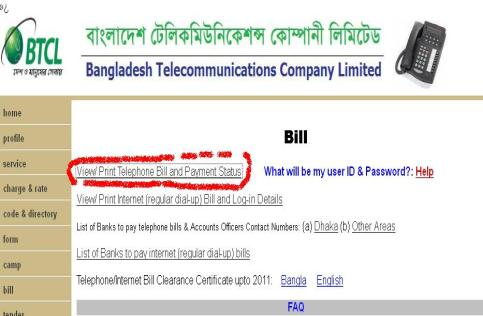 BTCL
দেশ ও মানুষের সেবায়
বাংলাদেশ টেলিকমিউনিকেশন্স কোম্পানী লিমিটেড
Bangladesh Telecommunications Company Limited
home
profile
service
charge & rate
code & directory
form
camp
bill
tender
Bill
View/ Print Telephone Bill and Payment Status What will be my user ID & Password?: Help
View/ Print Internet (regular dial-up) Bill and Log-in Details
List of Banks to pay telephone bills & Accounts Officers Contact Numbers: (a) Dhaka (b) Other Areas
List of Banks to pay internet (regular dial-up) bills
Telephone/Internet Bill Clearance Certificate upto 2011: Bangla English
FAQ